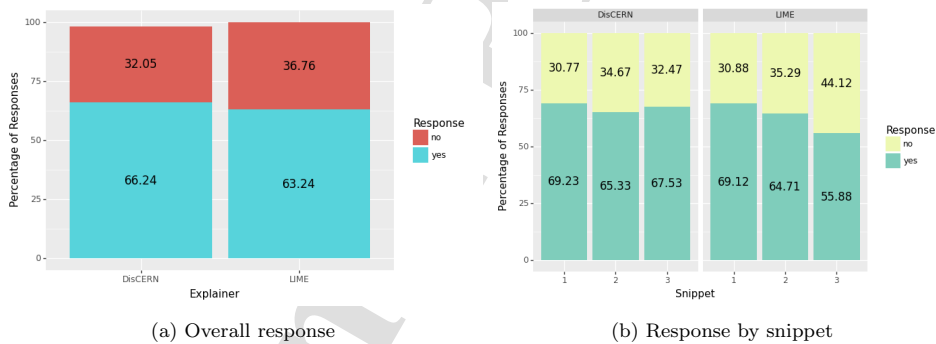 100
75
50
25
0
Percentage of Responses
32.05
36.76
66.24
63.24
DisCERN
LIME
Explainer
Response
no
yes
(a) Overall response
DisCERN
LIME
100
75
50
25
0
Percentage of Responses
30.77
34.67
32.47
30.88
35.29
44.12
69.23
65.33
67.53
69.12
64.71
55.88
1
2
3
1
2
3
Snippet
Response
no
yes
(b) Response by snippet